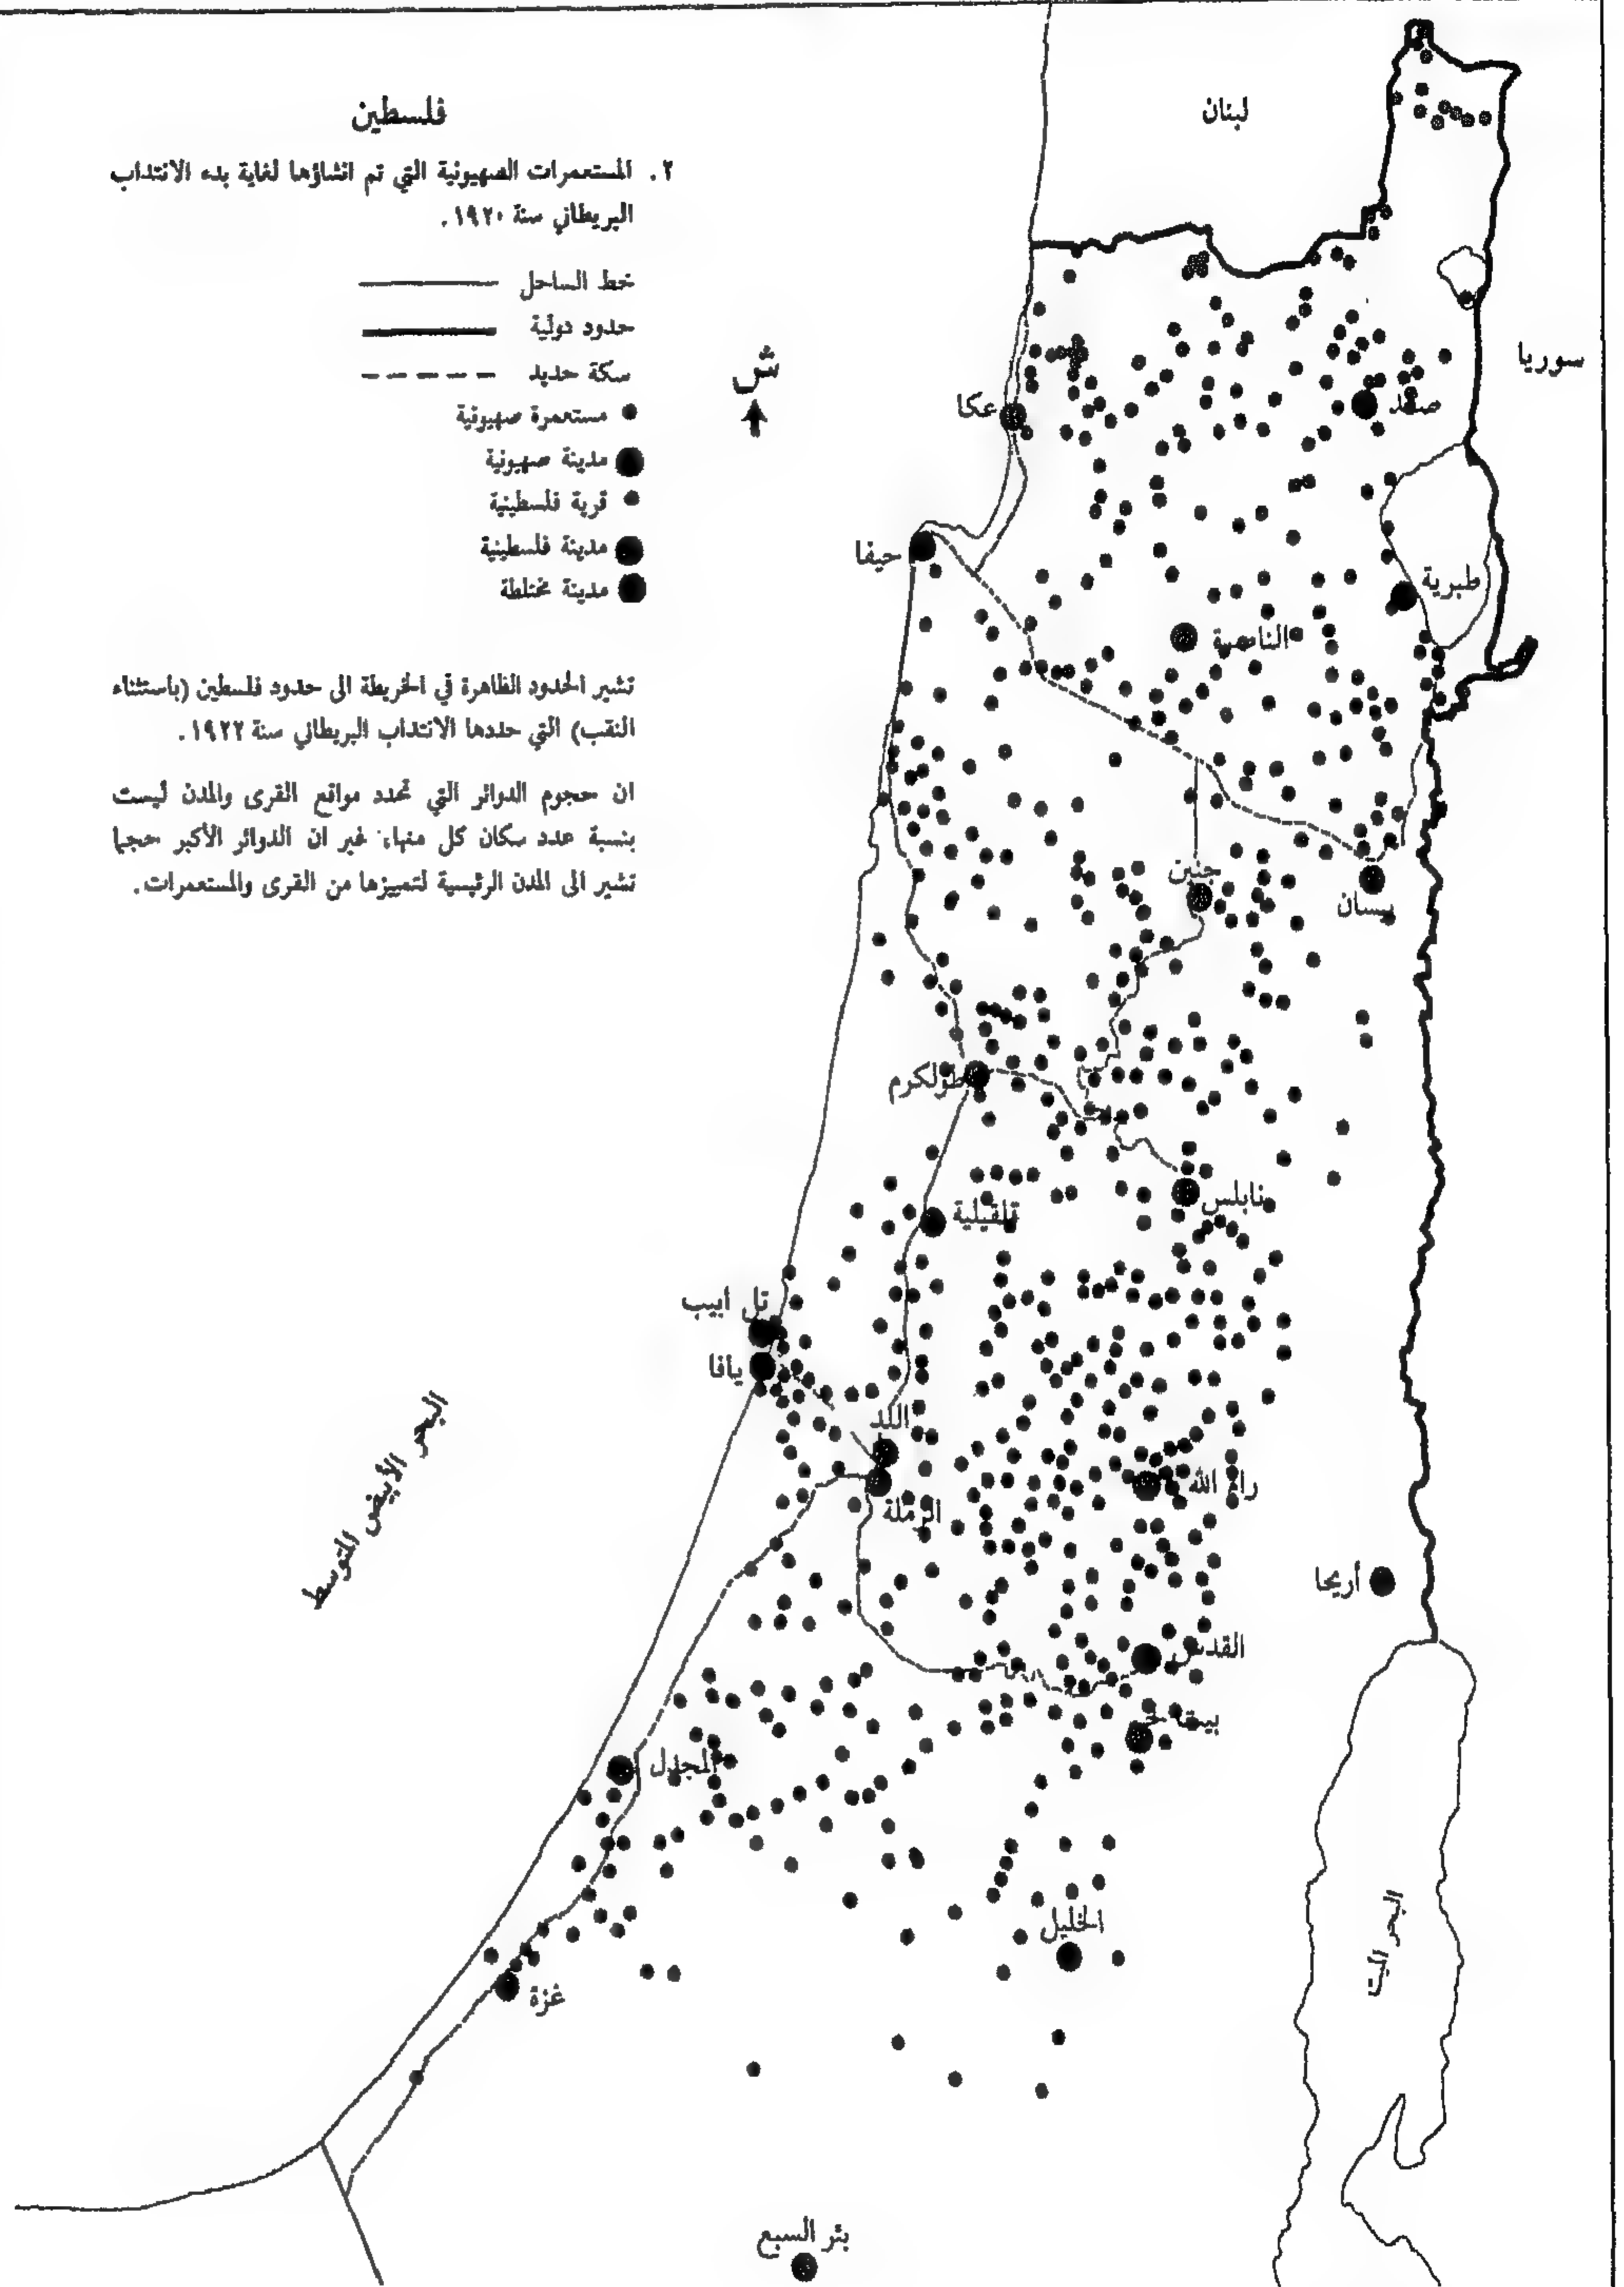 فلسطين
٢. المستعمرات الصهيونية التي تم انشاؤها لغاية بدء الانتداب
البريطاني سنة ١٩٢٠.
خط الساحل
حدود دولية
سكة حديد
مستعمرة صهيونية
مدينة صهيونية
قرية فلسطينية
مدينة فلسطينية
مدينة مختلطة
تشير الحدود الظاهرة في الخريطة الى حدود فلسطين (باستثناء
النقب) التي حددها الانتداب البريطاني سنة ١٩٢٢.
ان حجوم الدوائر التي تحدد مواقع القرى والمدن ليست
بنسبة عدد سكان كل منها، غير ان الدوائر الأكبر حجما
تشير الى المدن الرئيسية لتمييزها من القرى والمستعمرات.
ش
لبنان
سوريا
عكا
صفد
حيفا
طبرية
الناصرة
جنين
بيسان
طولكرم
نابلس
قلقيلية
تل أبيب
يافا
اللد
الرملة
رام الله
أريحا
القدس
بيت لحم
المجدل
الخليل
غزة
بئر السبع
البحر الأبيض المتوسط
البحر الميت